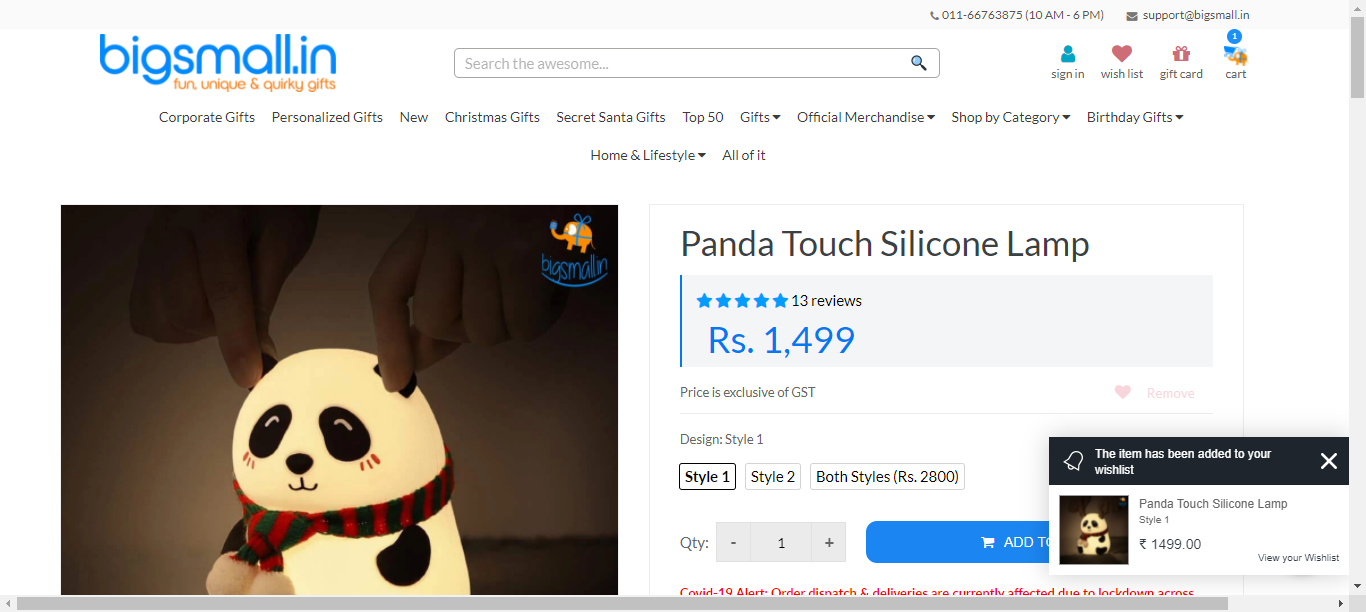 011-66763875 (10 AM - 6 PM) support@bigsmall.in
bigsmall.in
fun, unique & quirky gifts
Search the awesome...
1
sign in wish list gift card cart
Corporate Gifts Personalized Gifts New Christmas Gifts Secret Santa Gifts Top 50 Gifts Official Merchandise Shop by Category Birthday Gifts
Home & Lifestyle All of it
bigsmall.in
Panda Touch Silicone Lamp
13 reviews
Rs. 1,499
Price is exclusive of GST
Remove
Design: Style 1
Style 1 Style 2 Both Styles (Rs. 2800)
Qty: - 1 + ADD TO
Covid-19 Alert: Order dispatch & deliveries are currently affected due to lockdown across
The item has been added to your
wishlist
Panda Touch Silicone Lamp
Style 1
₹ 1499.00
View your Wishlist